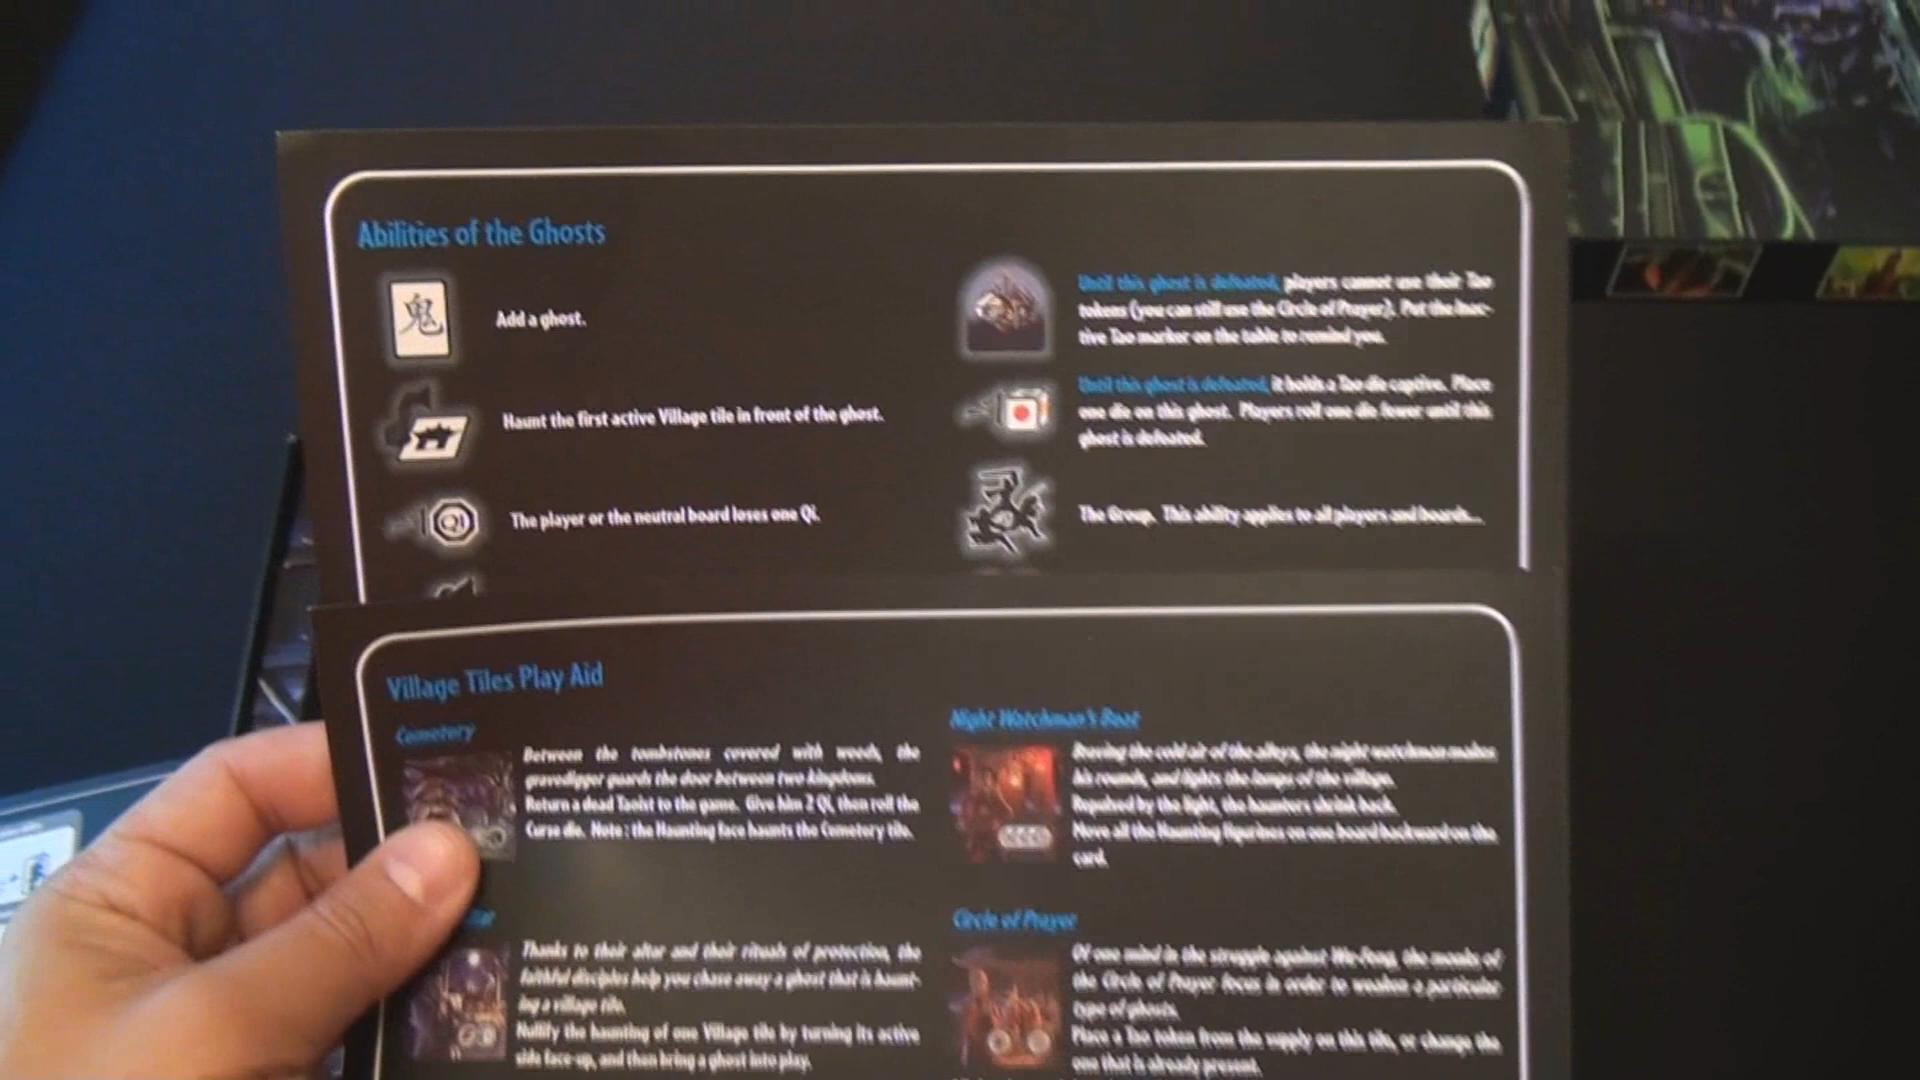 Abilities of the Ghosts
鬼
Add a ghost.
Haunt the first active Village tile in front of the ghost.
QI
The player or the neutral board loses one Qi.
Until this ghost is defeated, players cannot use their Tao
tokens (you can still use the Circle of Prayer). Put the Inac-
tive Tao marker on the table to remind you.
Until this ghost is defeated, it holds a Tao die captive. Place
one die on this ghost. Players roll one die fewer until this
ghost is defeated.
The Group. This ability applies to all players and boards...
Village Tiles Play Aid
Cemetery
Between the tombstones covered with weeds, the
gravedigger guards the door between two kingdoms.
Return a dead Taoist to the game. Give him 2 Qi, then roll the
Curse die. Note : the Haunting face haunts the Cemetery tile.
Thanks to their altar and their rituals of protection, the
faithful disciples help you chase away a ghost that is haunt-
ing a village tile.
Nullify the haunting of one Village tile by turning its active
side face-up, and then bring a ghost into play.
Night Watchman's Beat
Braving the cold air of the alleys, the night watchman makes
his rounds, and lights the lamps of the village.
Repulsed by the light, the haunters shrink back.
Move all the Haunting figurines on one board backward on the
card.
Circle of Prayer
Of one mind in the struggle against Wu-Feng, the monks of
the Circle of Prayer focus in order to weaken a particular
type of ghosts.
Place a Tao token from the supply on this tile, or change the
one that is already present.